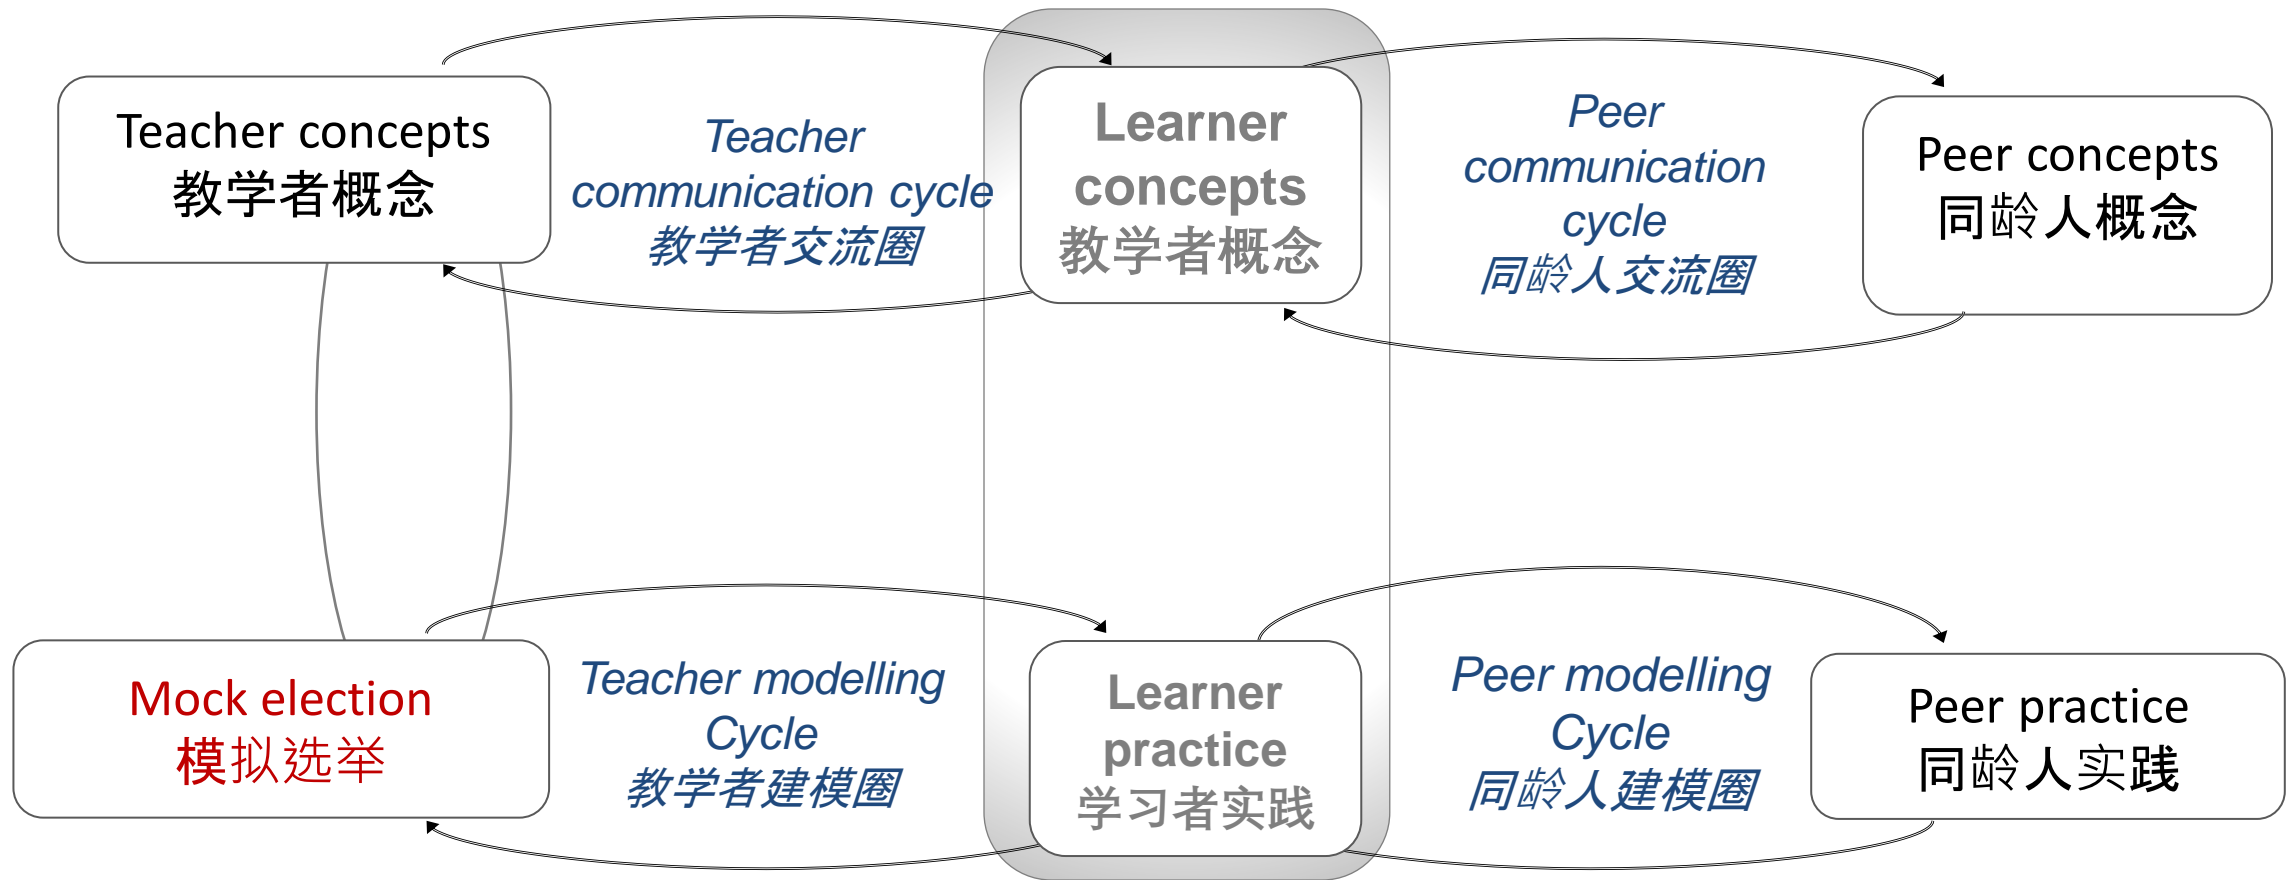 Teacher concepts
教学者概念
Teacher
communication cycle
教学者交流圈
Learner
concepts
教学者概念
Peer
communication
cycle
同龄人交流圈
Peer concepts
同龄人概念
Mock election
模拟选举
Teacher modelling
Cycle
教学者建模圈
Learner
practice
学习者实践
Peer modelling
Cycle
同龄人建模圈
Peer practice
同龄人实践